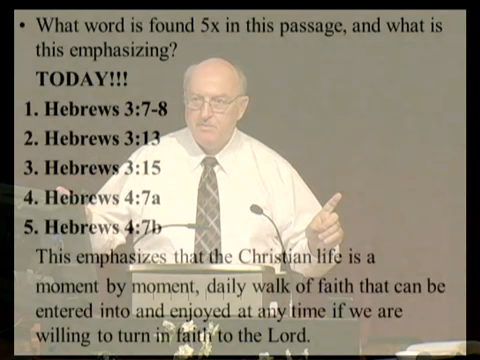 • What word is found 5x in this passage, and what is
this emphasizing?
TODAY!!!
1. Hebrews 3:7-8
2. Hebrews 3:13
3. Hebrews 3:15
4. Hebrews 4:7a
5. Hebrews 4:7b
This emphasizes that the Christian life is a
moment by moment, daily walk of faith that can be
entered into and enjoyed at any time if we are
willing to turn in faith to the Lord.